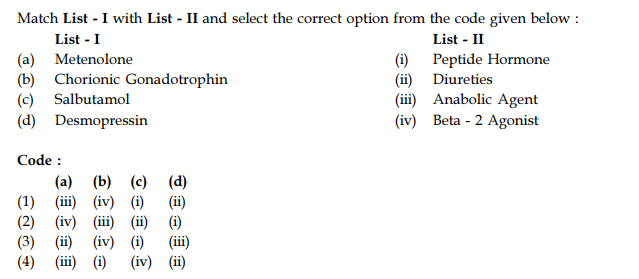 Match List - I with List - II and select the correct option from the code given below :
List - I List - II
(a) Metenolone (i) Peptide Hormone
(b) Chorionic Gonadotrophin (ii) Diureties
(c) Salbutamol (iii) Anabolic Agent
(d) Desmopressin (iv) Beta - 2 Agonist
Code :
(a) (b) (c) (d)
(1) (iii) (iv) (i) (ii)
(2) (iv) (iii) (ii) (i)
(3) (ii) (iv) (i) (iii)
(4) (iii) (i) (iv) (ii)